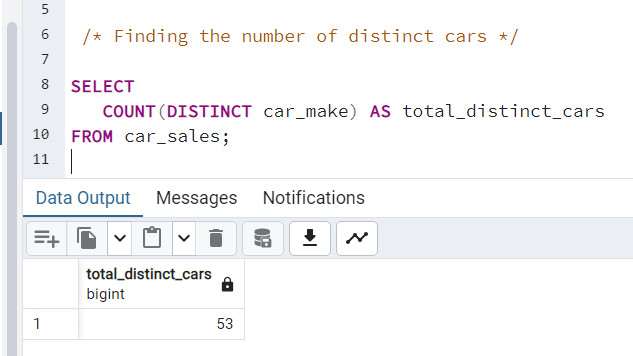 5
6 /* Finding the number of distinct cars */
7
8 SELECT
9 COUNT(DISTINCT car_make) AS total_distinct_cars
10 FROM car_sales;
11
Data Output Messages Notifications
total_distinct_cars
bigint
1 53